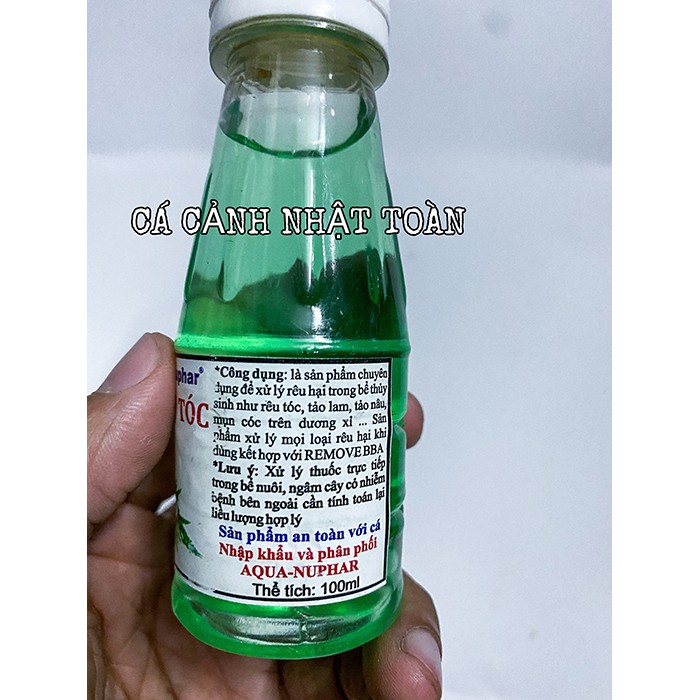 CÁ CẢNH NHẬT TOÀN
phar®
TÓC
*Công dụng: là sản phẩm chuyên
dụng để xử lý rêu hại trong bể thủy
sinh như rêu tóc, tảo lam, tảo nâu,
mụn cóc trên dương xỉ ... Sản
phẩm xử lý mọi loại rêu hại khi
dùng kết hợp với REMOVE BBA
*Lưu ý: Xử lý thuốc trực tiếp
trong bể nuôi, ngâm cây có nhiễm
bệnh bên ngoài cần tính toán lại
liều lượng hợp lý
Sản phẩm an toàn với cá
Nhập khẩu và phân phối
AQUA-NUPHAR
Thể tích: 100ml